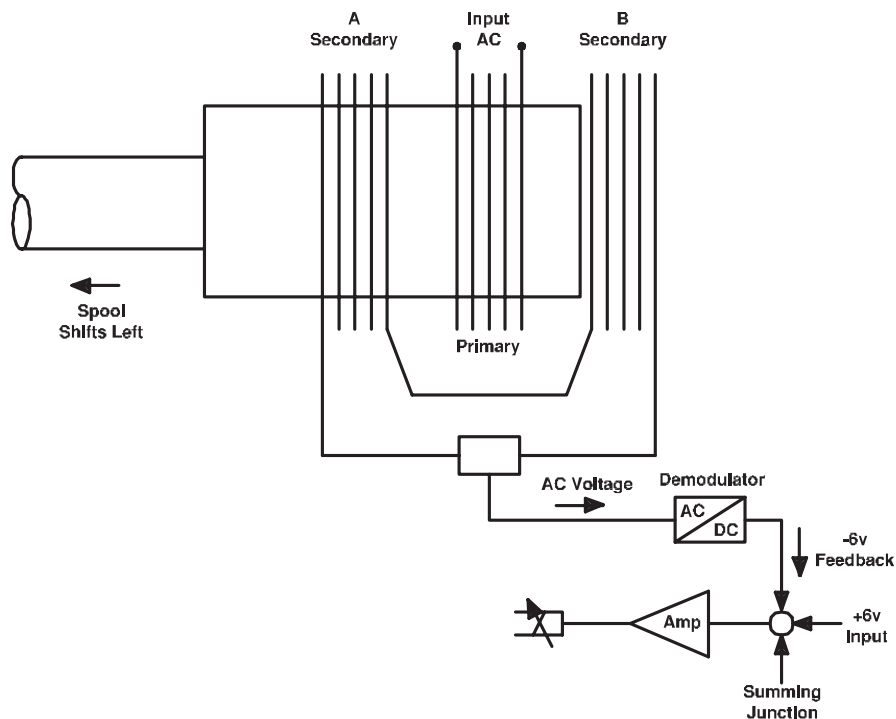 A
Secondary
Input
AC
B
Secondary
Spool
Shifts Left
Primary
AC Voltage
Demodulator
AC
DC
-6v
Feedback
Amp
+6v
Input
Summing
Junction